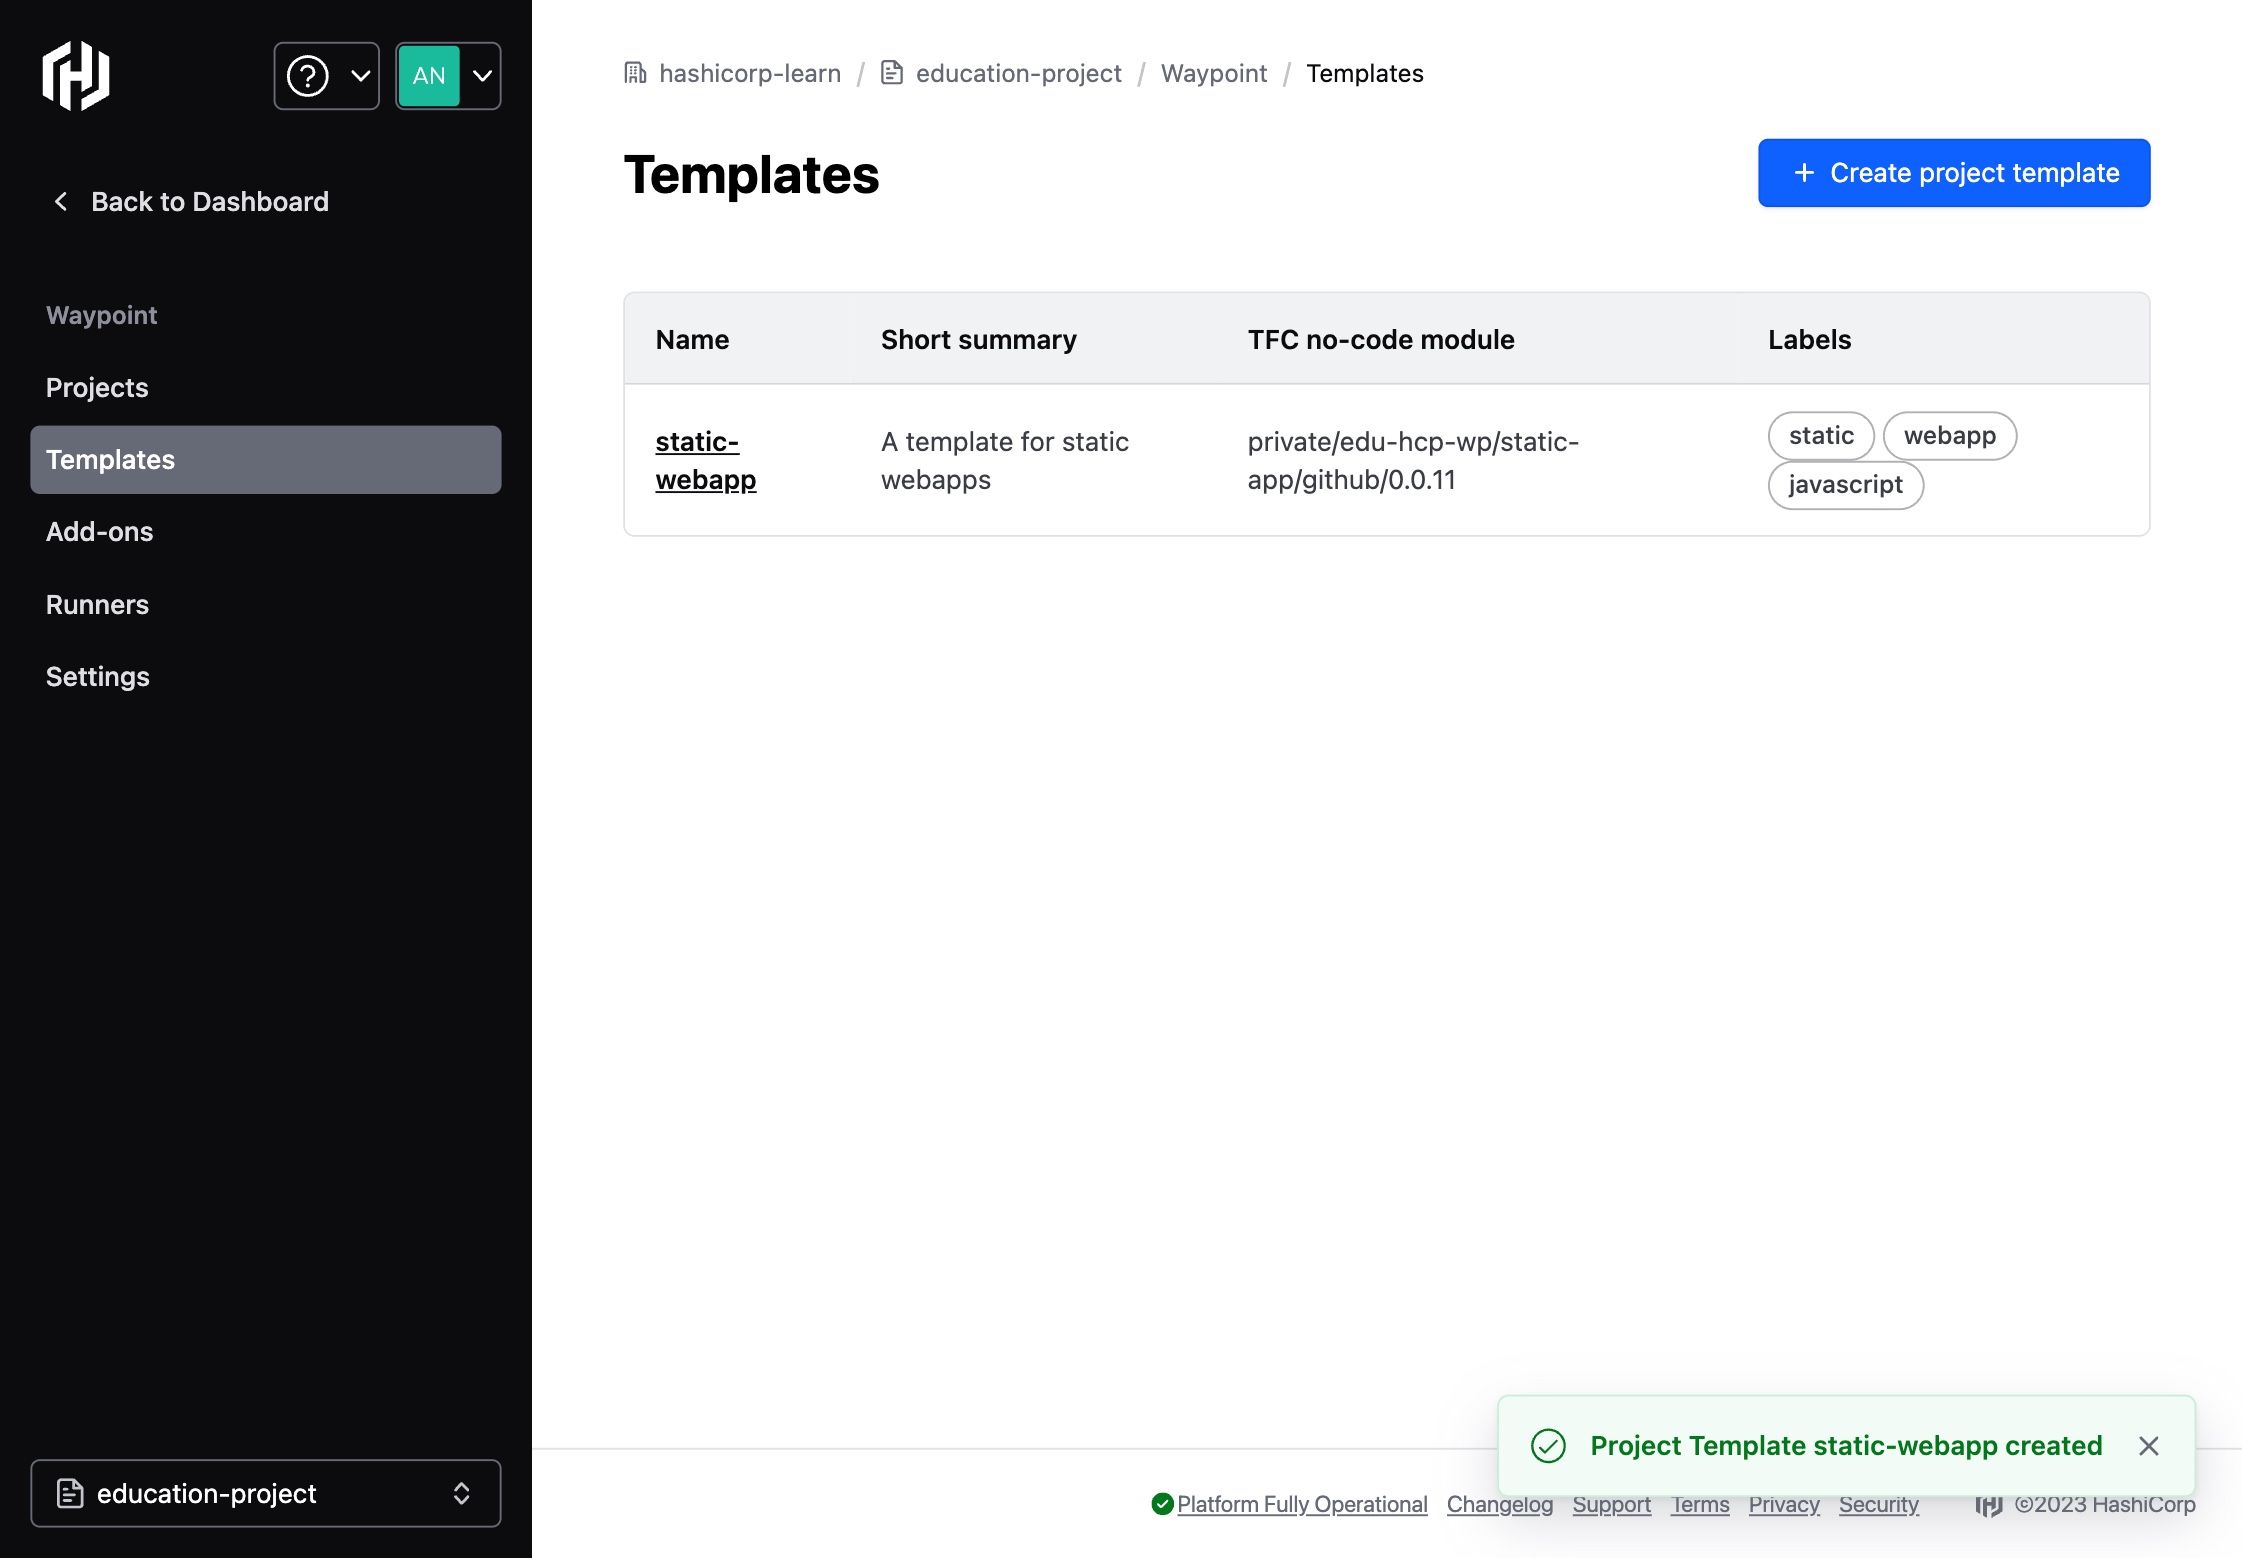 AN
Back to Dashboard
Waypoint
Projects
Templates
Add-ons
Runners
Settings
education-project
hashicorp-learn / education-project / Waypoint / Templates
Templates
+ Create project template
Name Short summary TFC no-code module Labels
static-
webapp
A template for static
webapps
private/edu-hcp-wp/static-
app/github/0.0.11
static webapp
javascript
Project Template static-webapp created
Platform Fully Operational Changelog Support Terms Privacy Security ©2023 HashiCorp